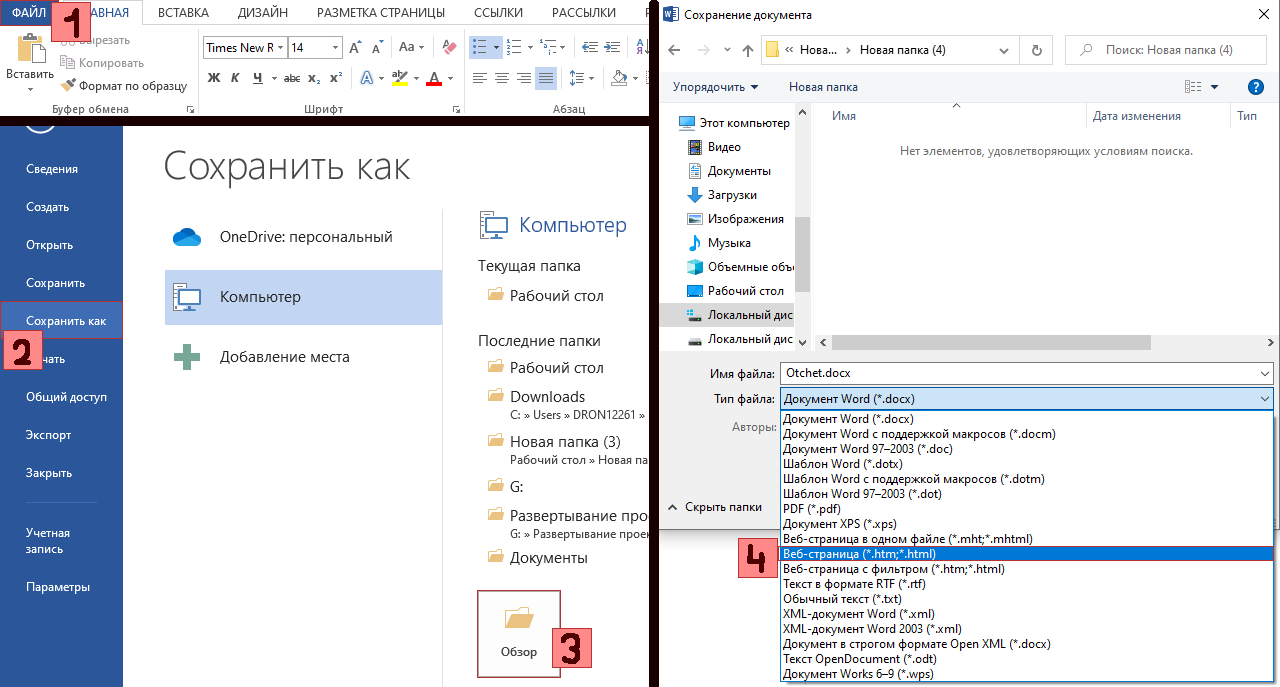 ФАЙЛ
1
АВНАЯ
ВСТАВКА
ДИЗАЙН
РАЗМЕТКА СТРАНИЦЫ
ССЫЛКИ
РАССЫЛКИ
Вставить
Вырезать
Копировать
Формат по образцу
Буфер обмена
Times New R
14
Aa
Ж К Ч abc x₂ x²
A
ab
A
Шрифт
Абзац
Сведения
Создать
Открыть
Сохранить
Сохранить как
2
чать
Общий доступ
Экспорт
Закрыть
Учетная
запись
Параметры
Сохранить как
OneDrive: персональный
Компьютер
Добавление места
Компьютер
Текущая папка
Рабочий стол
Последние папки
Рабочий стол
Downloads
C: » Users » DRON12261 »
Новая папка (3)
Рабочий стол » Новая па
G:
Развертывание прое
G: » Развертывание проек
Документы
Обзор
3
Сохранение документа
« Нова... › Новая папка (4)
Поиск: Новая папка (4)
Упорядочить
Новая папка
?
Этот компьютер
Видео
Документы
Загрузки
Изображения
Музыка
Объемные объ
Рабочий стол
Локальный дис
Локальный дис
Имя
Дата изменения
Тип
Нет элементов, удовлетворяющих условиям поиска.
Имя файла: Otchet.docx
Тип файла: Документ Word (*.docx)
Авторы:
Скрыть папки
Документ Word (*.docx)
Документ Word с поддержкой макросов (*.docm)
Документ Word 97–2003 (*.doc)
Шаблон Word (*.dotx)
Шаблон Word с поддержкой макросов (*.dotm)
Шаблон Word 97–2003 (*.dot)
PDF (*.pdf)
Документ XPS (*.xps)
Веб-страница в одном файле (*.mht;*.mhtml)
4
Веб-страница (*.htm;*.html)
Веб-страница с фильтром (*.htm;*.html)
Текст в формате RTF (*.rtf)
Обычный текст (*.txt)
XML-документ Word (*.xml)
XML-документ Word 2003 (*.xml)
Документ в строгом формате Open XML (*.docx)
Текст OpenDocument (*.odt)
Документ Works 6–9 (*.wps)